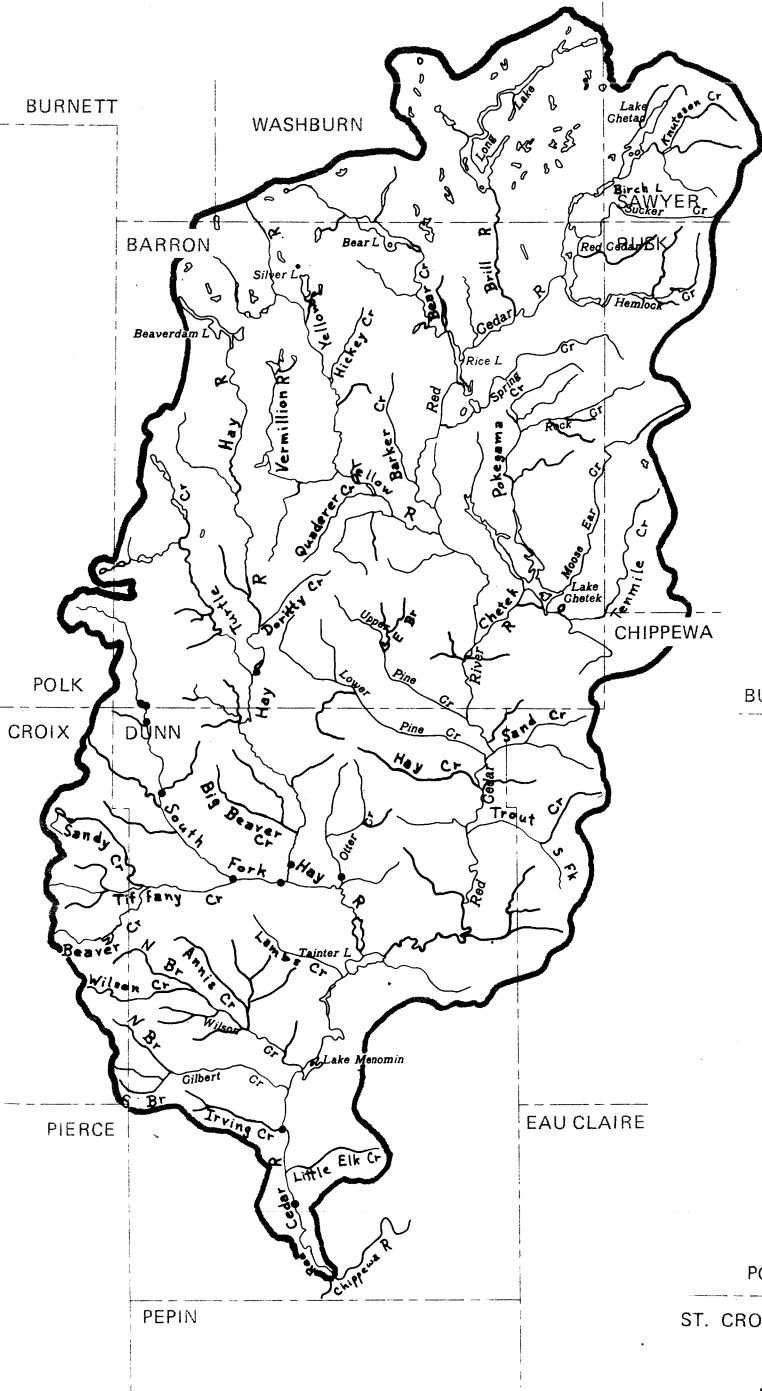 BURNETT
WASHBURN
Long Lake
Lake
Chetac
Knuteson Cr
Birch L
SAWYER
Sucker Cr
BARRON
R
Bear L
Brill R
Red Cedar
RUSK
Silver L
Yellow
Bear Cr
Cedar R
Hemlock Cr
Beaverdam L
Hickey Cr
Rice L
Cr
Hay R
Vermillion R
Barker Cr
Red
Spring Cr
Rock Cr
Pokegama
Yellow R
Quaderer Cr
Cr
Moose Ear Cr
Tenmile Cr
Turtle
R
Dority Cr
Chetek R
Lake
Chetek
CHIPPEWA
Upper
Pine Cr
Br
River
POLK
Hay
Lower Pine Cr
Sand Cr
BU
CROIX
DUNN
Hay Cr
Cedar
Big Beaver
Cr
Trout Cr
S Fk
Sandy Cr
South Fork Hay R
Otter Cr
Red
Tiffany Cr
Beaver Cr
N Br
Annis Cr
Lambs Cr
Tainter L
Wilson Cr
N Br
Wilson Cr
Lake Menomin
Gilbert Cr
S Br
Irving Cr
PIERCE
EAU CLAIRE
Little Elk Cr
Red Cedar R
Chippewa R
PEPIN
PO
ST. CRO